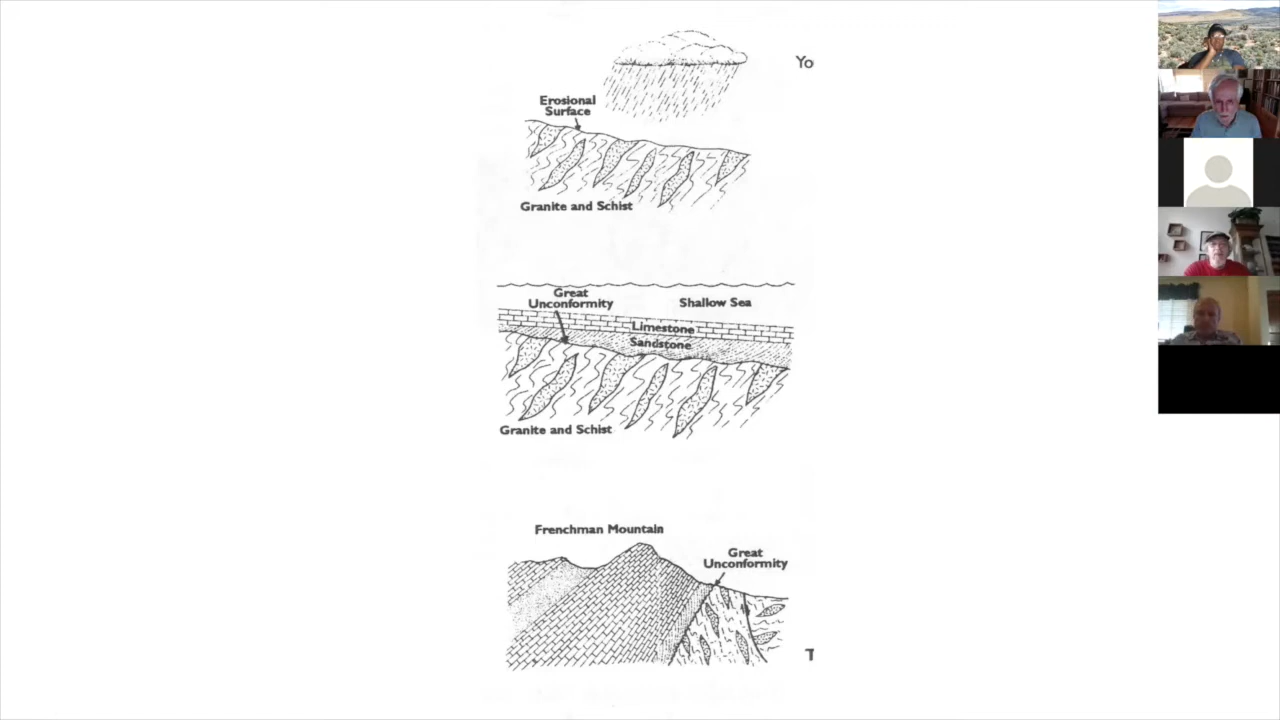 Yo
Erosional
Surface
Granite and Schist
Great
Unconformity
Shallow Sea
Limestone
Sandstone
Granite and Schist
Frenchman Mountain
Great
Unconformity
T